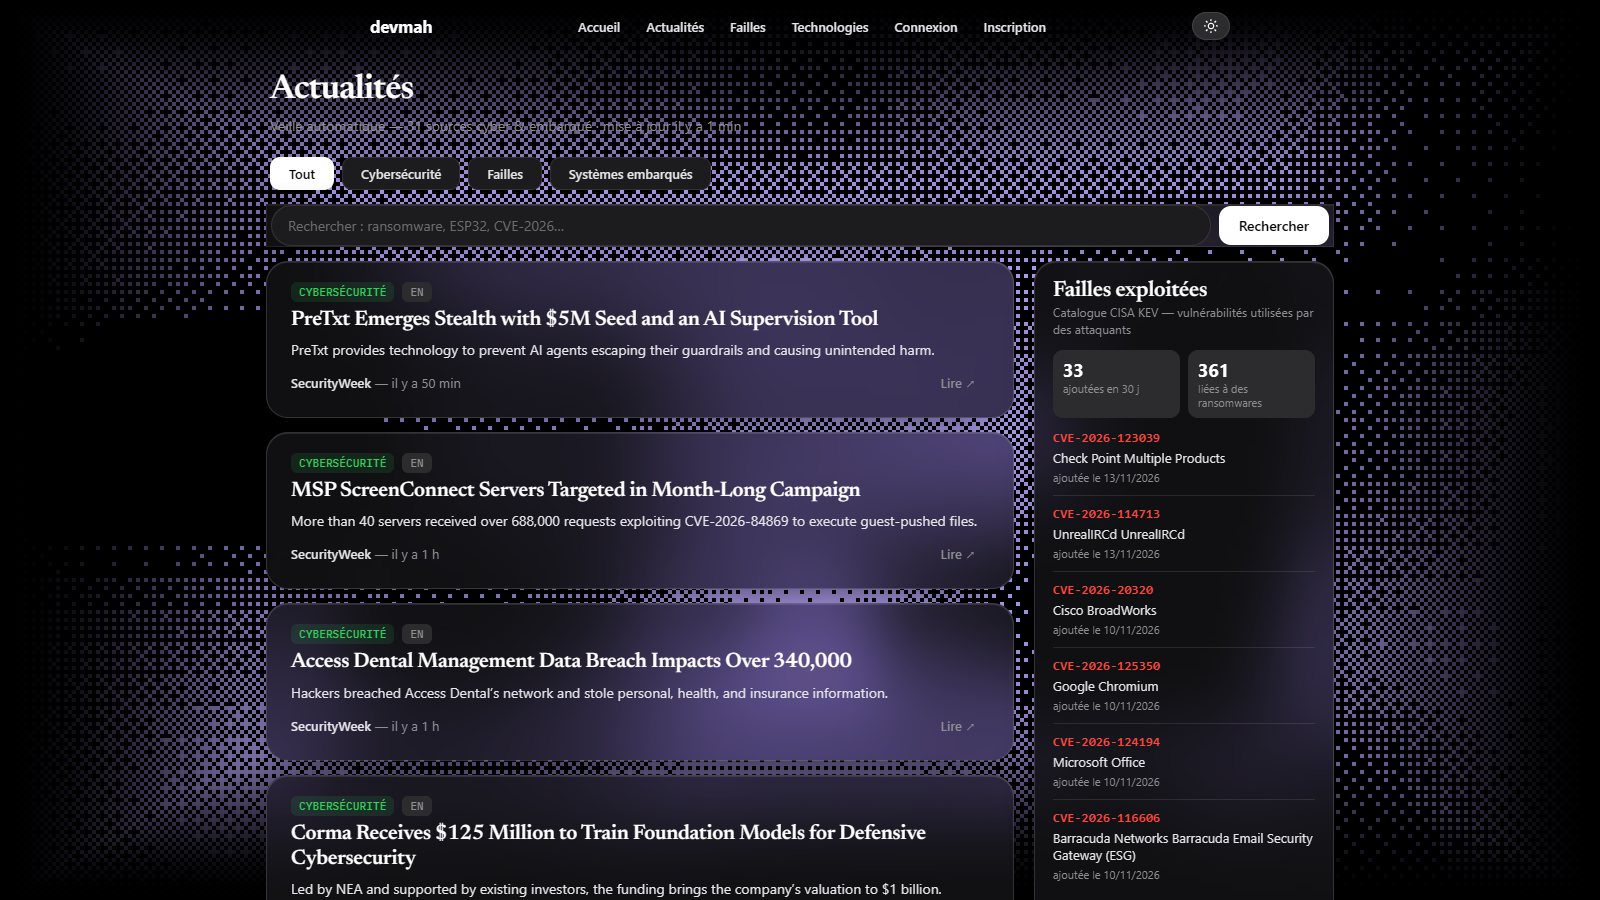 devmah
Accueil
Actualités
Failles
Technologies
Connexion
Inscription
Actualités
Veille automatique — 31 sources cyber & embarqué · mise à jour il y a 1 min
Tout
Cybersécurité
Failles
Systèmes embarqués
Rechercher : ransomware, ESP32, CVE-2026...
Rechercher
CYBERSÉCURITÉ EN
PreTxt Emerges Stealth with $5M Seed and an AI Supervision Tool
PreTxt provides technology to prevent AI agents escaping their guardrails and causing unintended harm.
SecurityWeek — il y a 50 min
Lire ↗
CYBERSÉCURITÉ EN
MSP ScreenConnect Servers Targeted in Month-Long Campaign
More than 40 servers received over 688,000 requests exploiting CVE-2026-84869 to execute guest-pushed files.
SecurityWeek — il y a 1 h
Lire ↗
CYBERSÉCURITÉ EN
Access Dental Management Data Breach Impacts Over 340,000
Hackers breached Access Dental’s network and stole personal, health, and insurance information.
SecurityWeek — il y a 1 h
Lire ↗
CYBERSÉCURITÉ EN
Corma Receives $125 Million to Train Foundation Models for Defensive
Cybersecurity
Led by NEA and supported by existing investors, the funding brings the company’s valuation to $1 billion.
Failles exploitées
Catalogue CISA KEV — vulnérabilités utilisées par
des attaquants
33
ajoutées en 30 j
361
liées à des
ransomwares
CVE-2026-123039
Check Point Multiple Products
ajoutée le 13/11/2026
CVE-2026-114713
UnrealIRCd UnrealIRCd
ajoutée le 13/11/2026
CVE-2026-20320
Cisco BroadWorks
ajoutée le 10/11/2026
CVE-2026-125350
Google Chromium
ajoutée le 10/11/2026
CVE-2026-124194
Microsoft Office
ajoutée le 10/11/2026
CVE-2026-116606
Barracuda Networks Barracuda Email Security
Gateway (ESG)
ajoutée le 10/11/2026